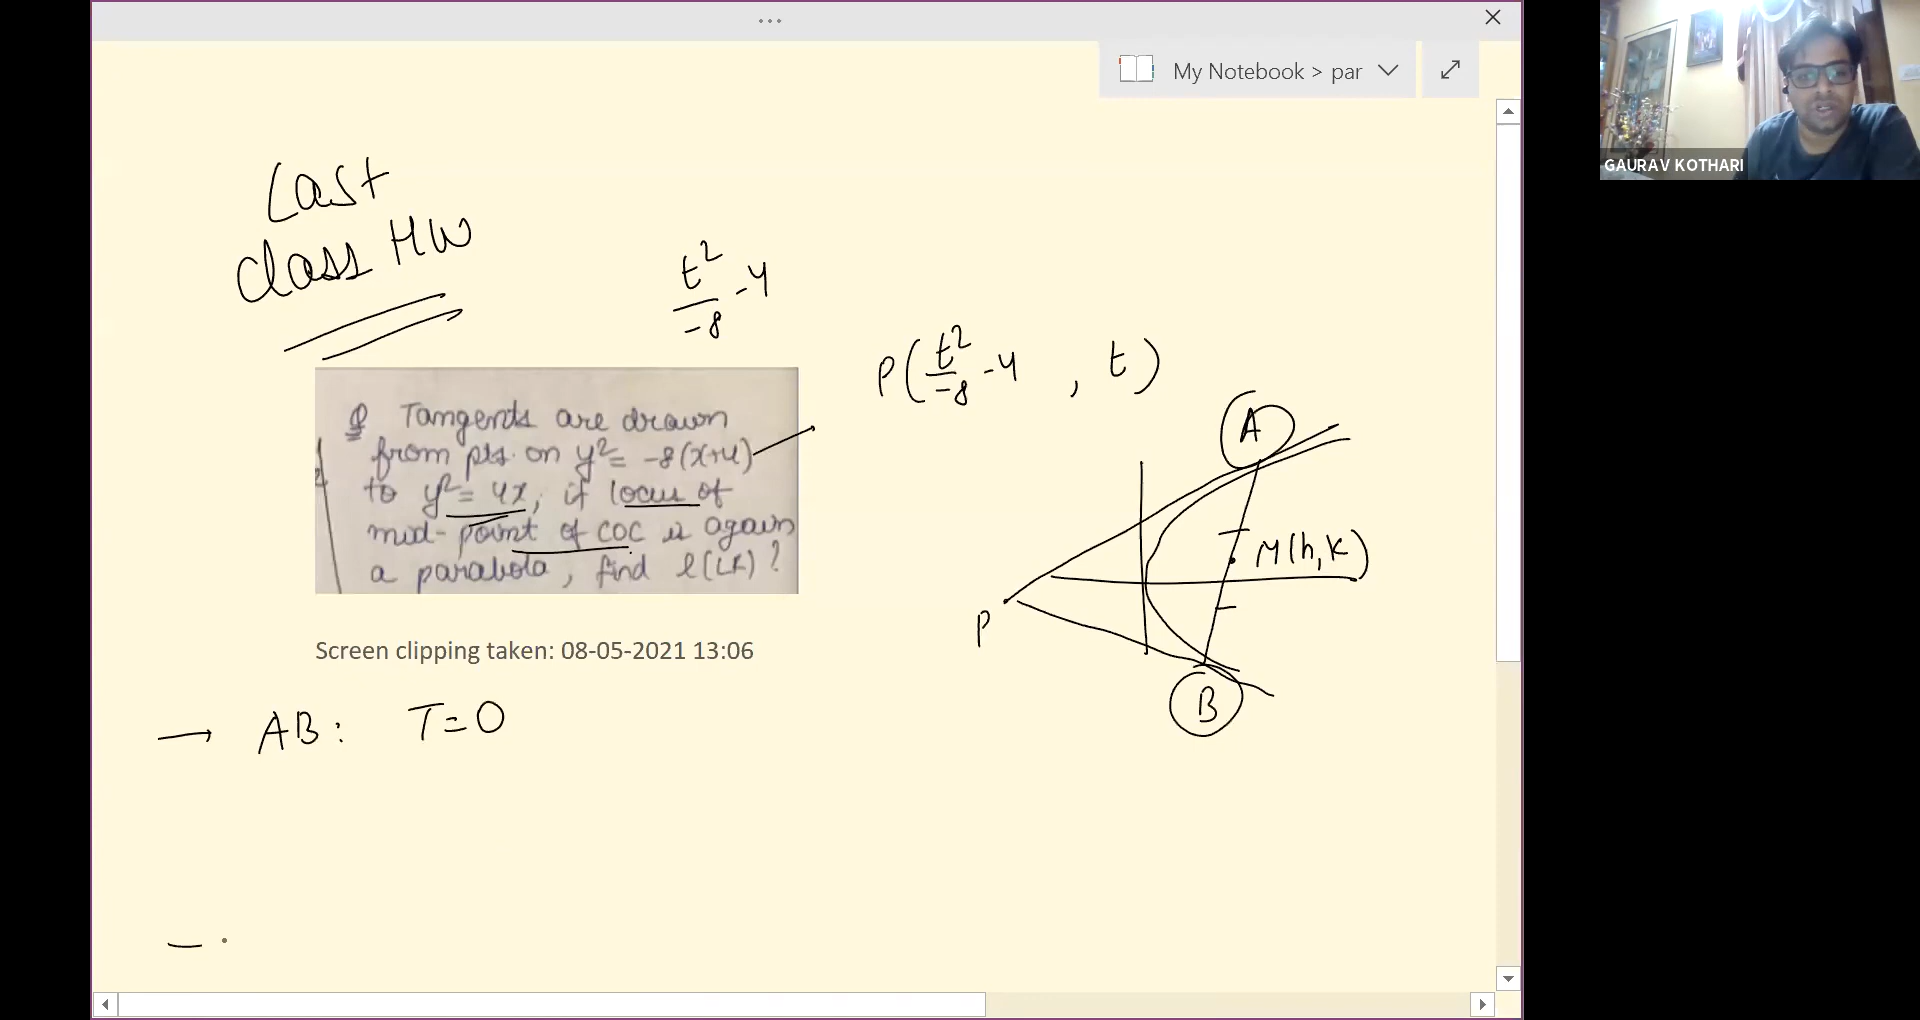 My Notebook > par
GAURAV KOTHARI
Last
class HW
t² / -8 - 4
P(t² / -8 - 4 , t)
Q Tangents are drawn
from pts. on y² = -8(x+4)
to y² = 4x, if locus of
mid-point of COC is again
a parabola, find l(LR)?
A
M(h,k)
P
B
Screen clipping taken: 08-05-2021 13:06
→ AB: T=0